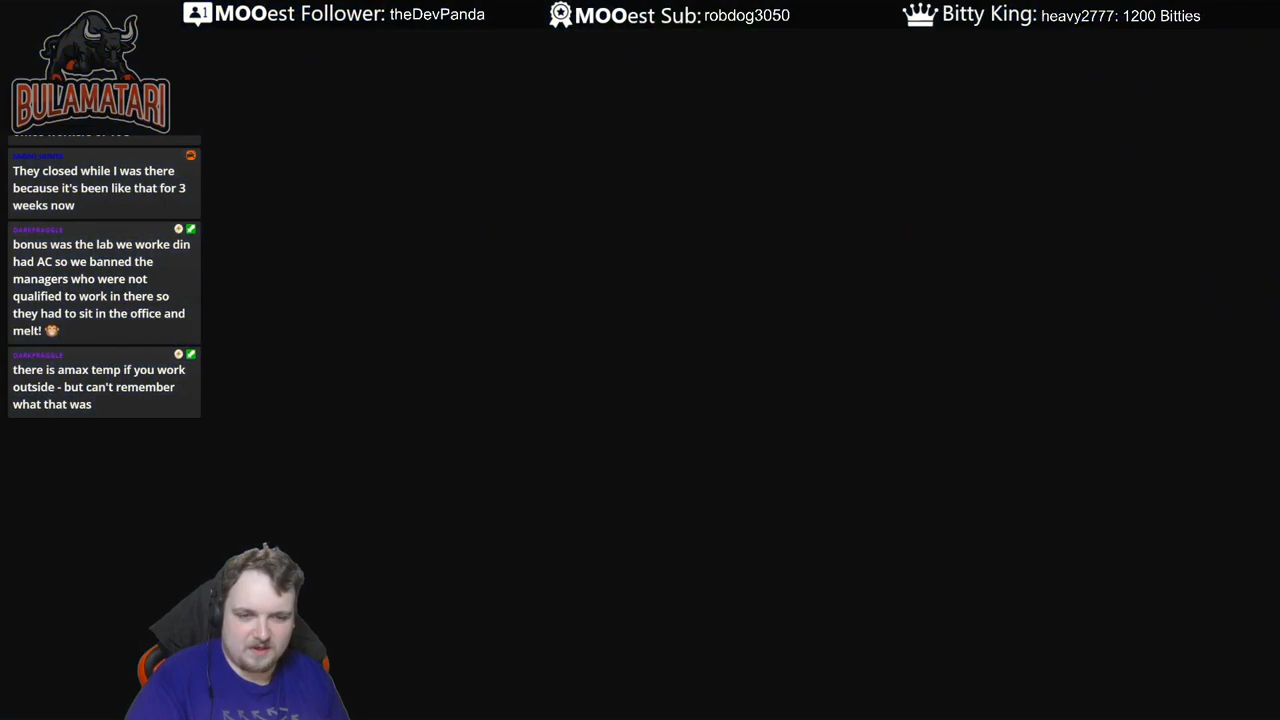 MOOest Follower: theDevPanda
MOOest Sub: robdog3050
Bitty King: heavy2777: 1200 Bitties
BULAMATARI
They closed while I was there
because it's been like that for 3
weeks now
DARKFRAGGLE
bonus was the lab we worke din
had AC so we banned the
managers who were not
qualified to work in there so
they had to sit in the office and
melt!
DARKFRAGGLE
there is amax temp if you work
outside - but can't remember
what that was